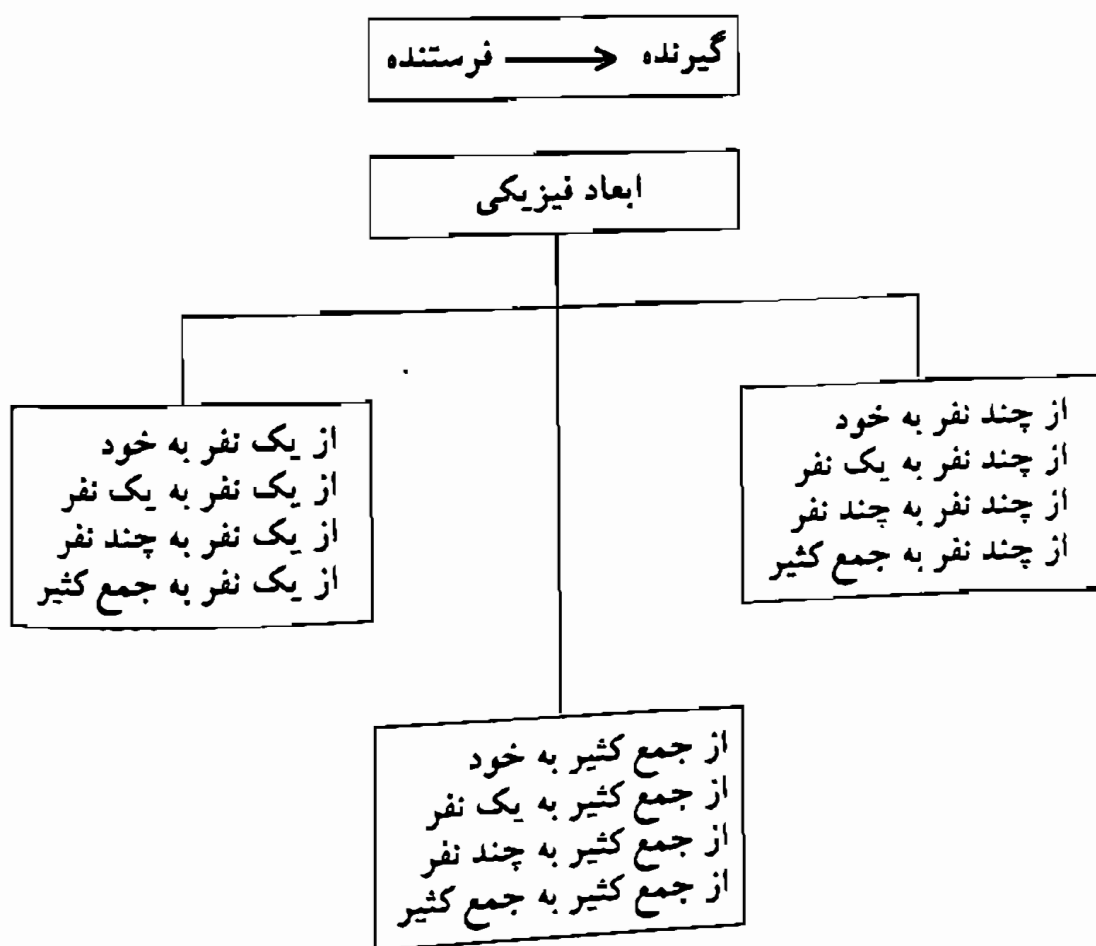 فرستنده ⟶ گیرنده
ابعاد فیزیکی
از چند نفر به خود
از چند نفر به یک نفر
از چند نفر به چند نفر
از چند نفر به جمع کثیر
از یک نفر به خود
از یک نفر به یک نفر
از یک نفر به چند نفر
از یک نفر به جمع کثیر
از جمع کثیر به خود
از جمع کثیر به یک نفر
از جمع کثیر به چند نفر
از جمع کثیر به جمع کثیر